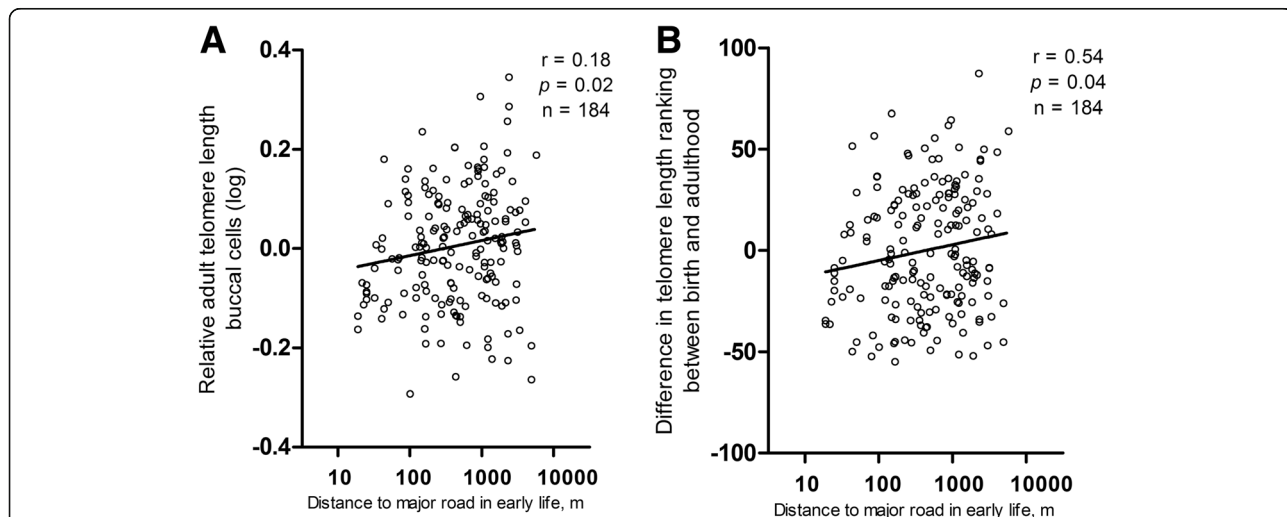 A
r = 0.18
p = 0.02
n = 184
Relative adult telomere length
buccal cells (log)
0.4
0.2
0.0
-0.2
-0.4
10 100 1000 10000
Distance to major road in early life, m
B
r = 0.54
p = 0.04
n = 184
Difference in telomere length ranking
between birth and adulthood
100
50
0
-50
-100
10 100 1000 10000
Distance to major road in early life, m